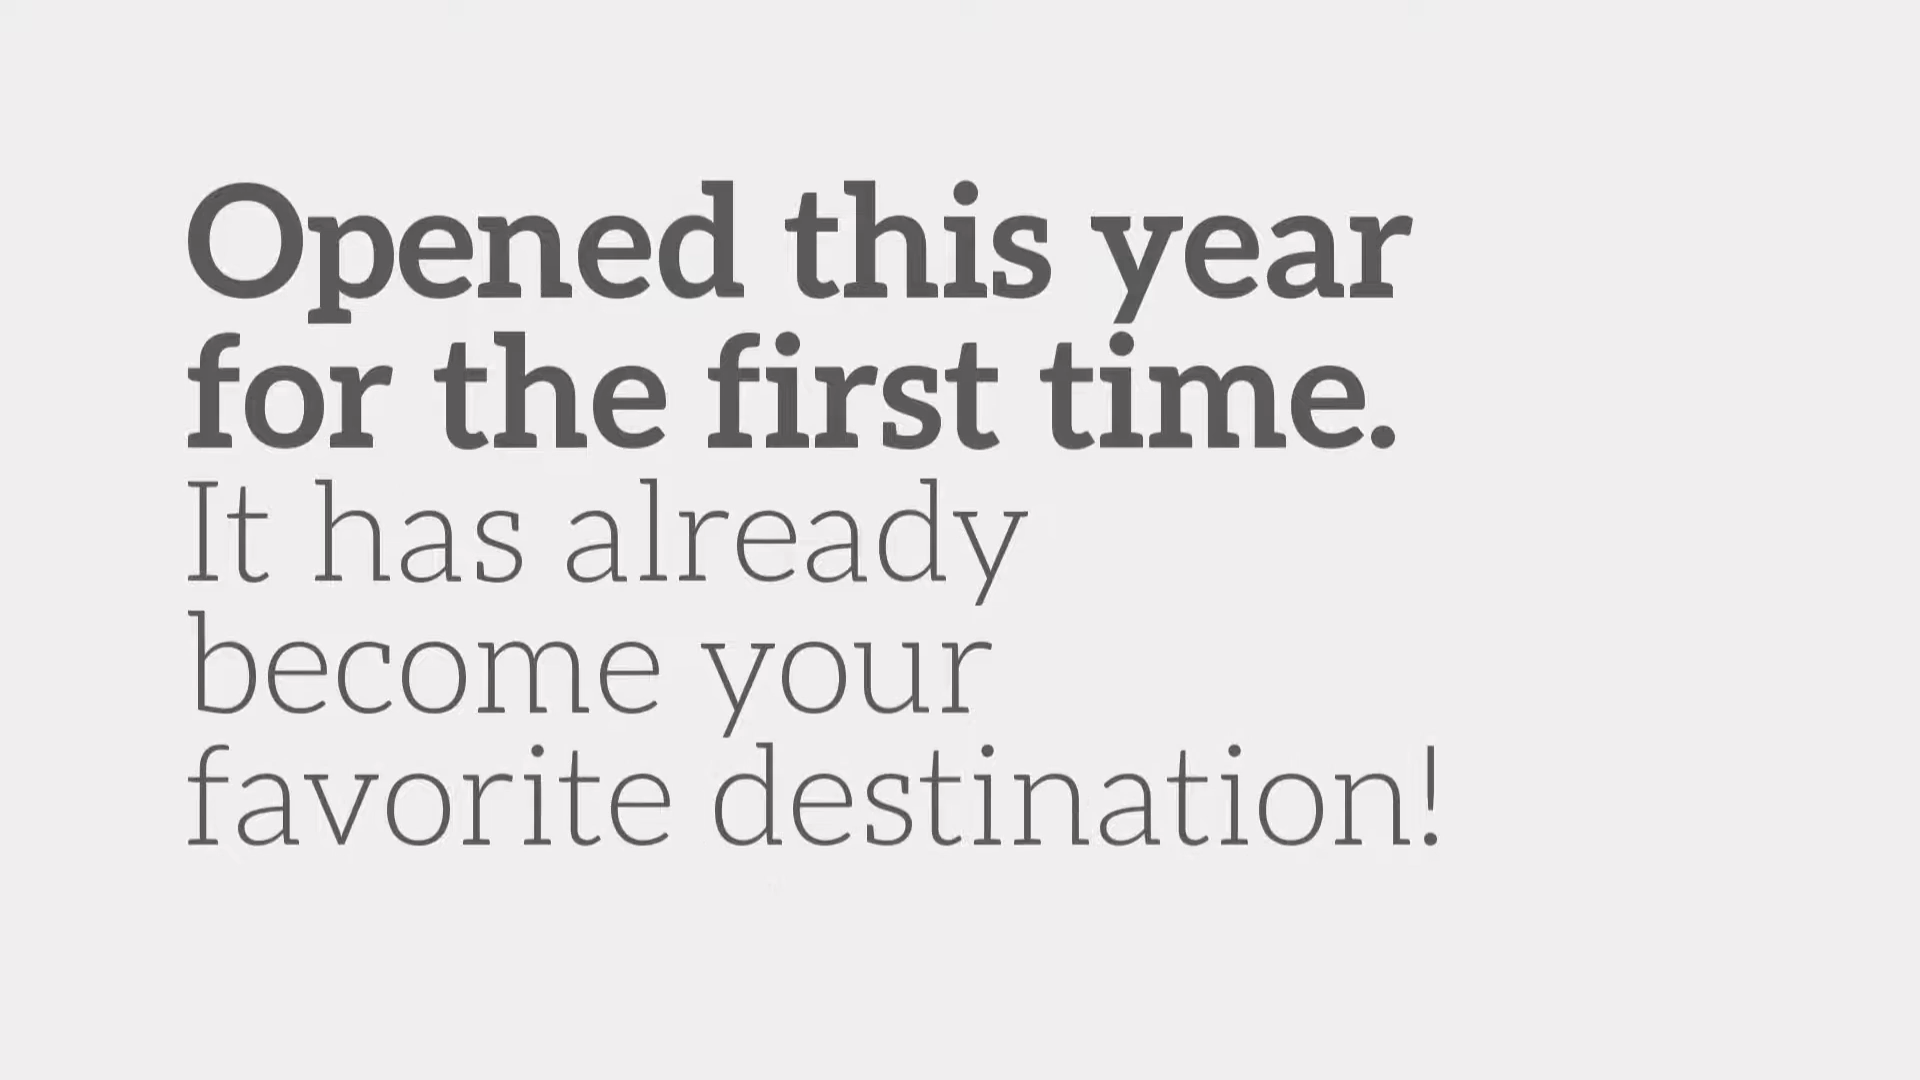 Opened this year
for the first time.
It has already
become your
favorite destination!